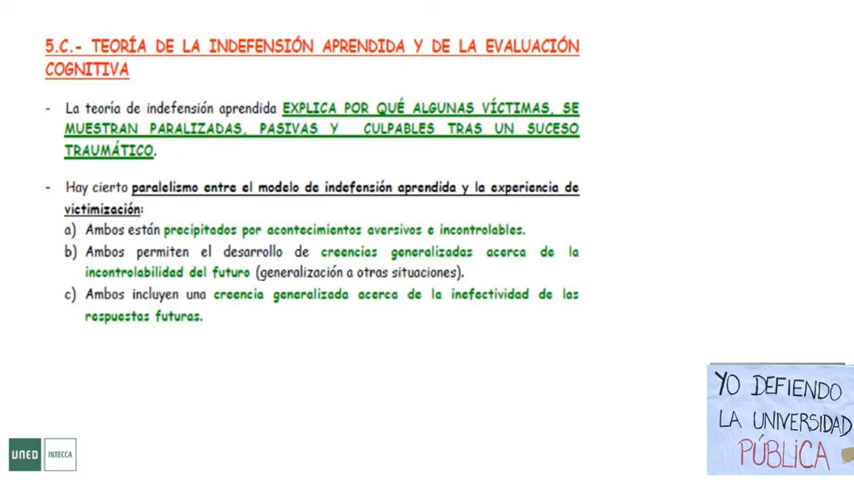 5.C.- TEORÍA DE LA INDEFENSIÓN APRENDIDA Y DE LA EVALUACIÓN
COGNITIVA
- La teoría de indefensión aprendida EXPLICA POR QUÉ ALGUNAS VÍCTIMAS, SE
MUESTRAN PARALIZADAS, PASIVAS Y CULPABLES TRAS UN SUCESO
TRAUMÁTICO.
- Hay cierto paralelismo entre el modelo de indefensión aprendida y la experiencia de
victimización:
a) Ambos están precipitados por acontecimientos aversivos e incontrolables.
b) Ambos permiten el desarrollo de creencias generalizadas acerca de la
incontrolabilidad del futuro (generalización a otras situaciones).
c) Ambos incluyen una creencia generalizada acerca de la inefectividad de las
respuestas futuras.
YO DEFIENDO
LA UNIVERSIDAD
PÚBLICA
UNED INTECCA